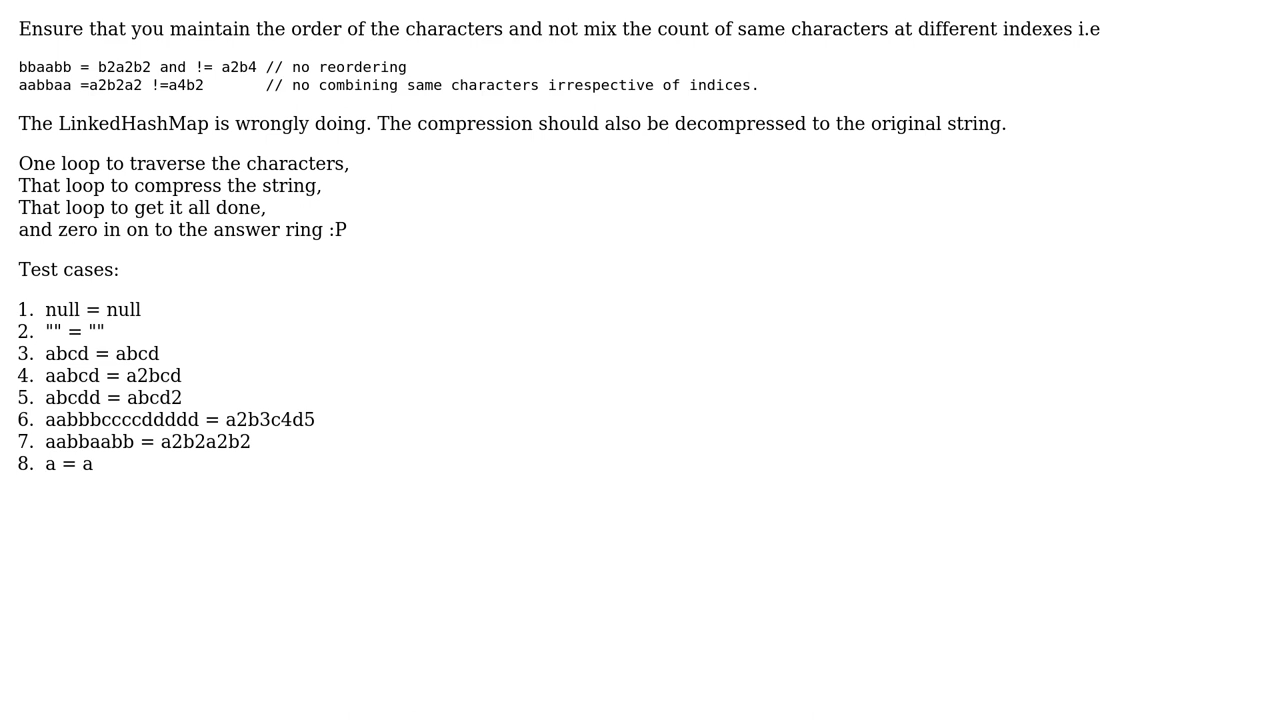 Ensure that you maintain the order of the characters and not mix the count of same characters at different indexes i.e
bbaabb = b2a2b2 and != a2b4 // no reordering
aabbaa =a2b2a2 !=a4b2       // no combining same characters irrespective of indices.
The LinkedHashMap is wrongly doing. The compression should also be decompressed to the original string.
One loop to traverse the characters,
That loop to compress the string,
That loop to get it all done,
and zero in on to the answer ring :P
Test cases:
1. null = null
2. "" = ""
3. abcd = abcd
4. aabcd = a2bcd
5. abcdd = abcd2
6. aabbbccccddddd = a2b3c4d5
7. aabbaabb = a2b2a2b2
8. a = a